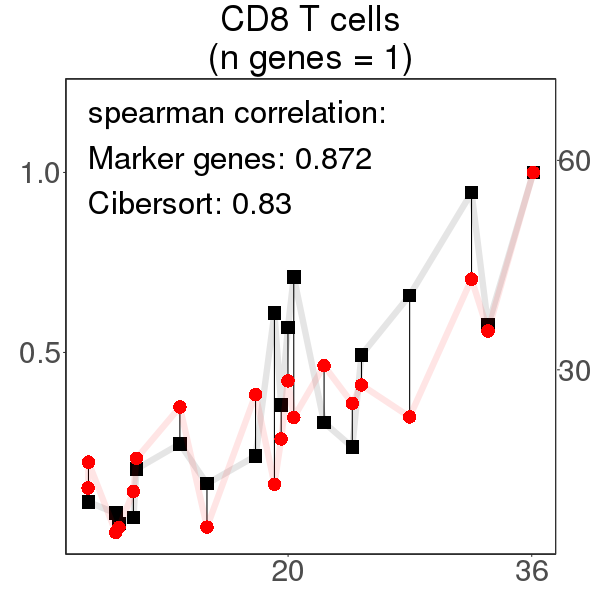 CD8 T cells
(n genes = 1)
spearman correlation:
Marker genes: 0.872
Cibersort: 0.83
1.0
0.5
60
30
20
36